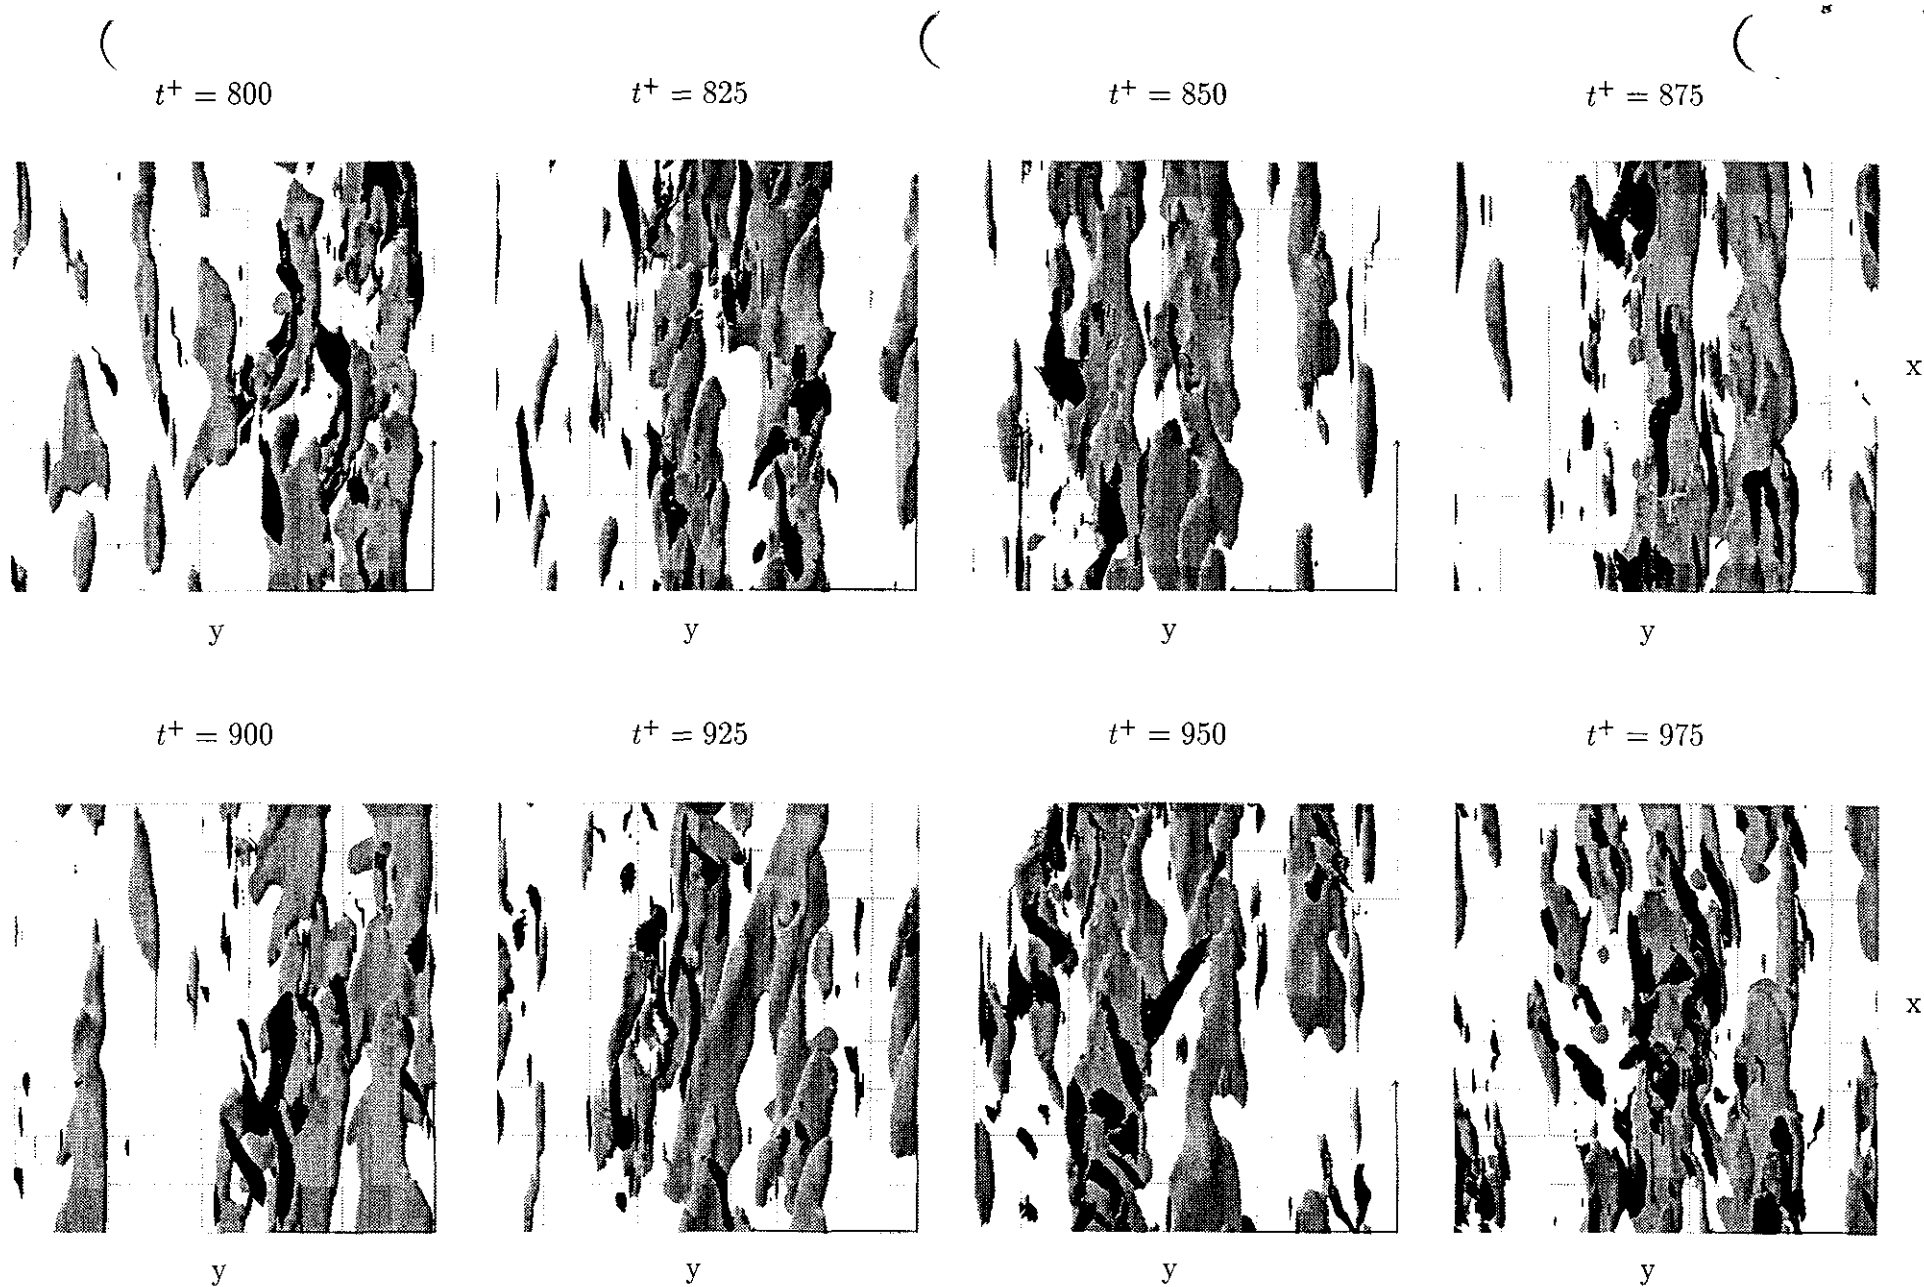 t+ = 800 t+ = 825 t+ = 850 t+ = 875
x
y y y y
t+ = 900 t+ = 925 t+ = 950 t+ = 975
x
y y y y